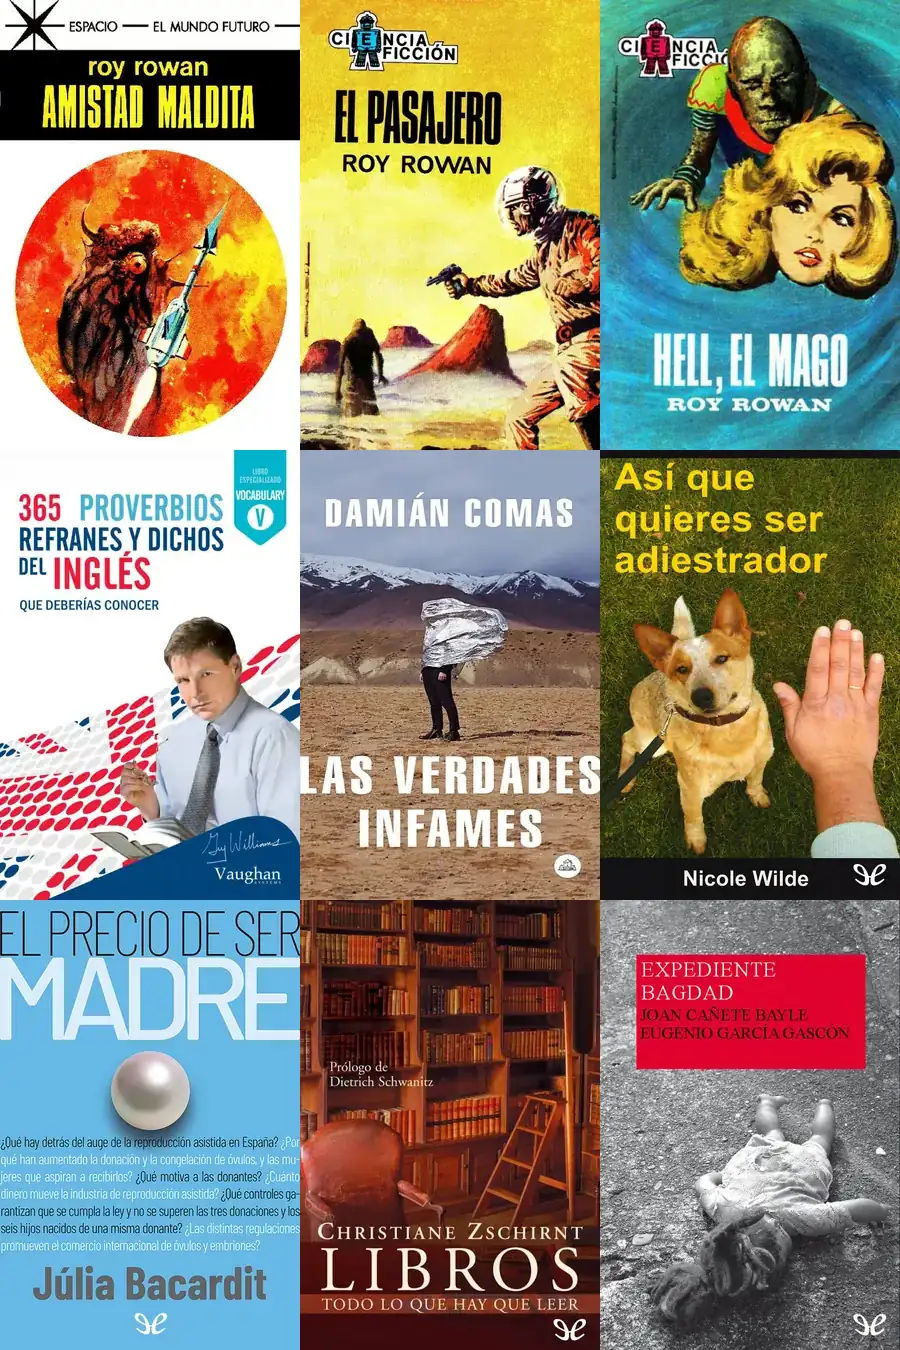 ESPACIO — EL MUNDO FUTURO
roy rowan
AMISTAD MALDITA
CIENCIA
FICCIÓN
EL PASAJERO
ROY ROWAN
CIENCIA
FICCIÓ
HELL, EL MAGO
ROY ROWAN
LIBRO
ESPECIALIZADO
VOCABULARY
V
365 PROVERBIOS
REFRANES Y DICHOS
DEL INGLÉS
QUE DEBERÍAS CONOCER
Guy Williams
Vaughan
SYSTEMS
DAMIÁN COMAS
LAS VERDADES
INFAMES
Así que
quieres ser
adiestrador
Nicole Wilde
EL PRECIO DE SER
MADRE
¿Qué hay detrás del auge de la reproducción asistida en España? ¿Por
qué han aumentado la donación y la congelación de óvulos, y las mu-
jeres que aspiran a recibirlos? ¿Qué motiva a las donantes? ¿Cuánto
dinero mueve la industria de reproducción asistida? ¿Qué controles ga-
rantizan que se cumpla la ley y no se superen las tres donaciones y los
seis hijos nacidos de una misma donante? ¿Las distintas regulaciones
promueven el comercio internacional de óvulos y embriones?
Júlia Bacardit
Prólogo de
Dietrich Schwanitz
CHRISTIANE ZSCHIRNT
LIBROS
TODO LO QUE HAY QUE LEER
EXPEDIENTE
BAGDAD
JOAN CAÑETE BAYLE
EUGENIO GARCÍA GASCÓN